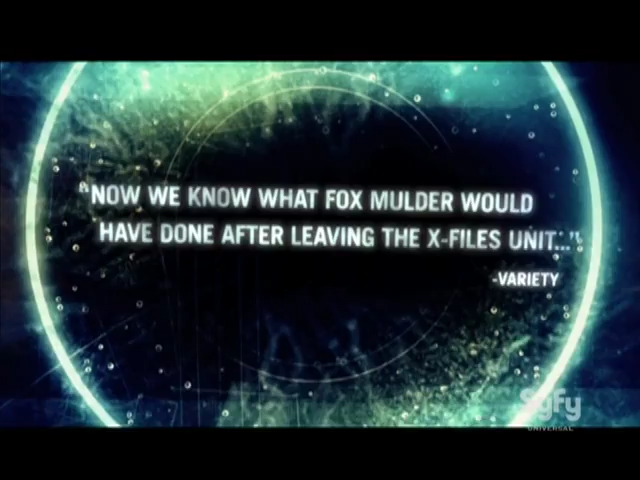 "NOW WE KNOW WHAT FOX MULDER WOULD
HAVE DONE AFTER LEAVING THE X-FILES UNIT..."
-VARIETY
Syfy
UNIVERSAL